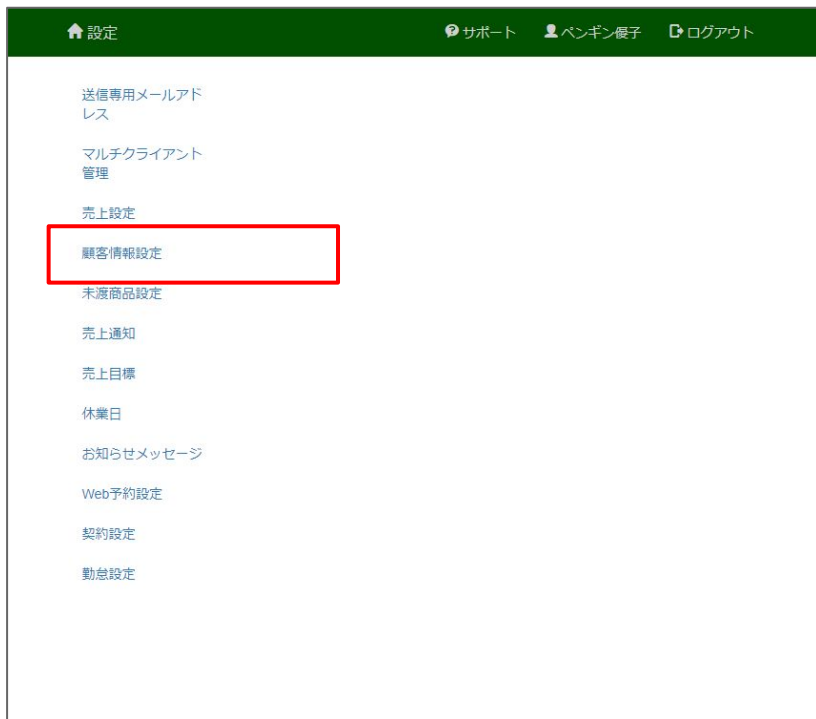 設定 サポート ペンギン優子 ログアウト
送信専用メールアド
レス
マルチクライアント
管理
売上設定
顧客情報設定
未渡商品設定
売上通知
売上目標
休業日
お知らせメッセージ
Web予約設定
契約設定
勤怠設定